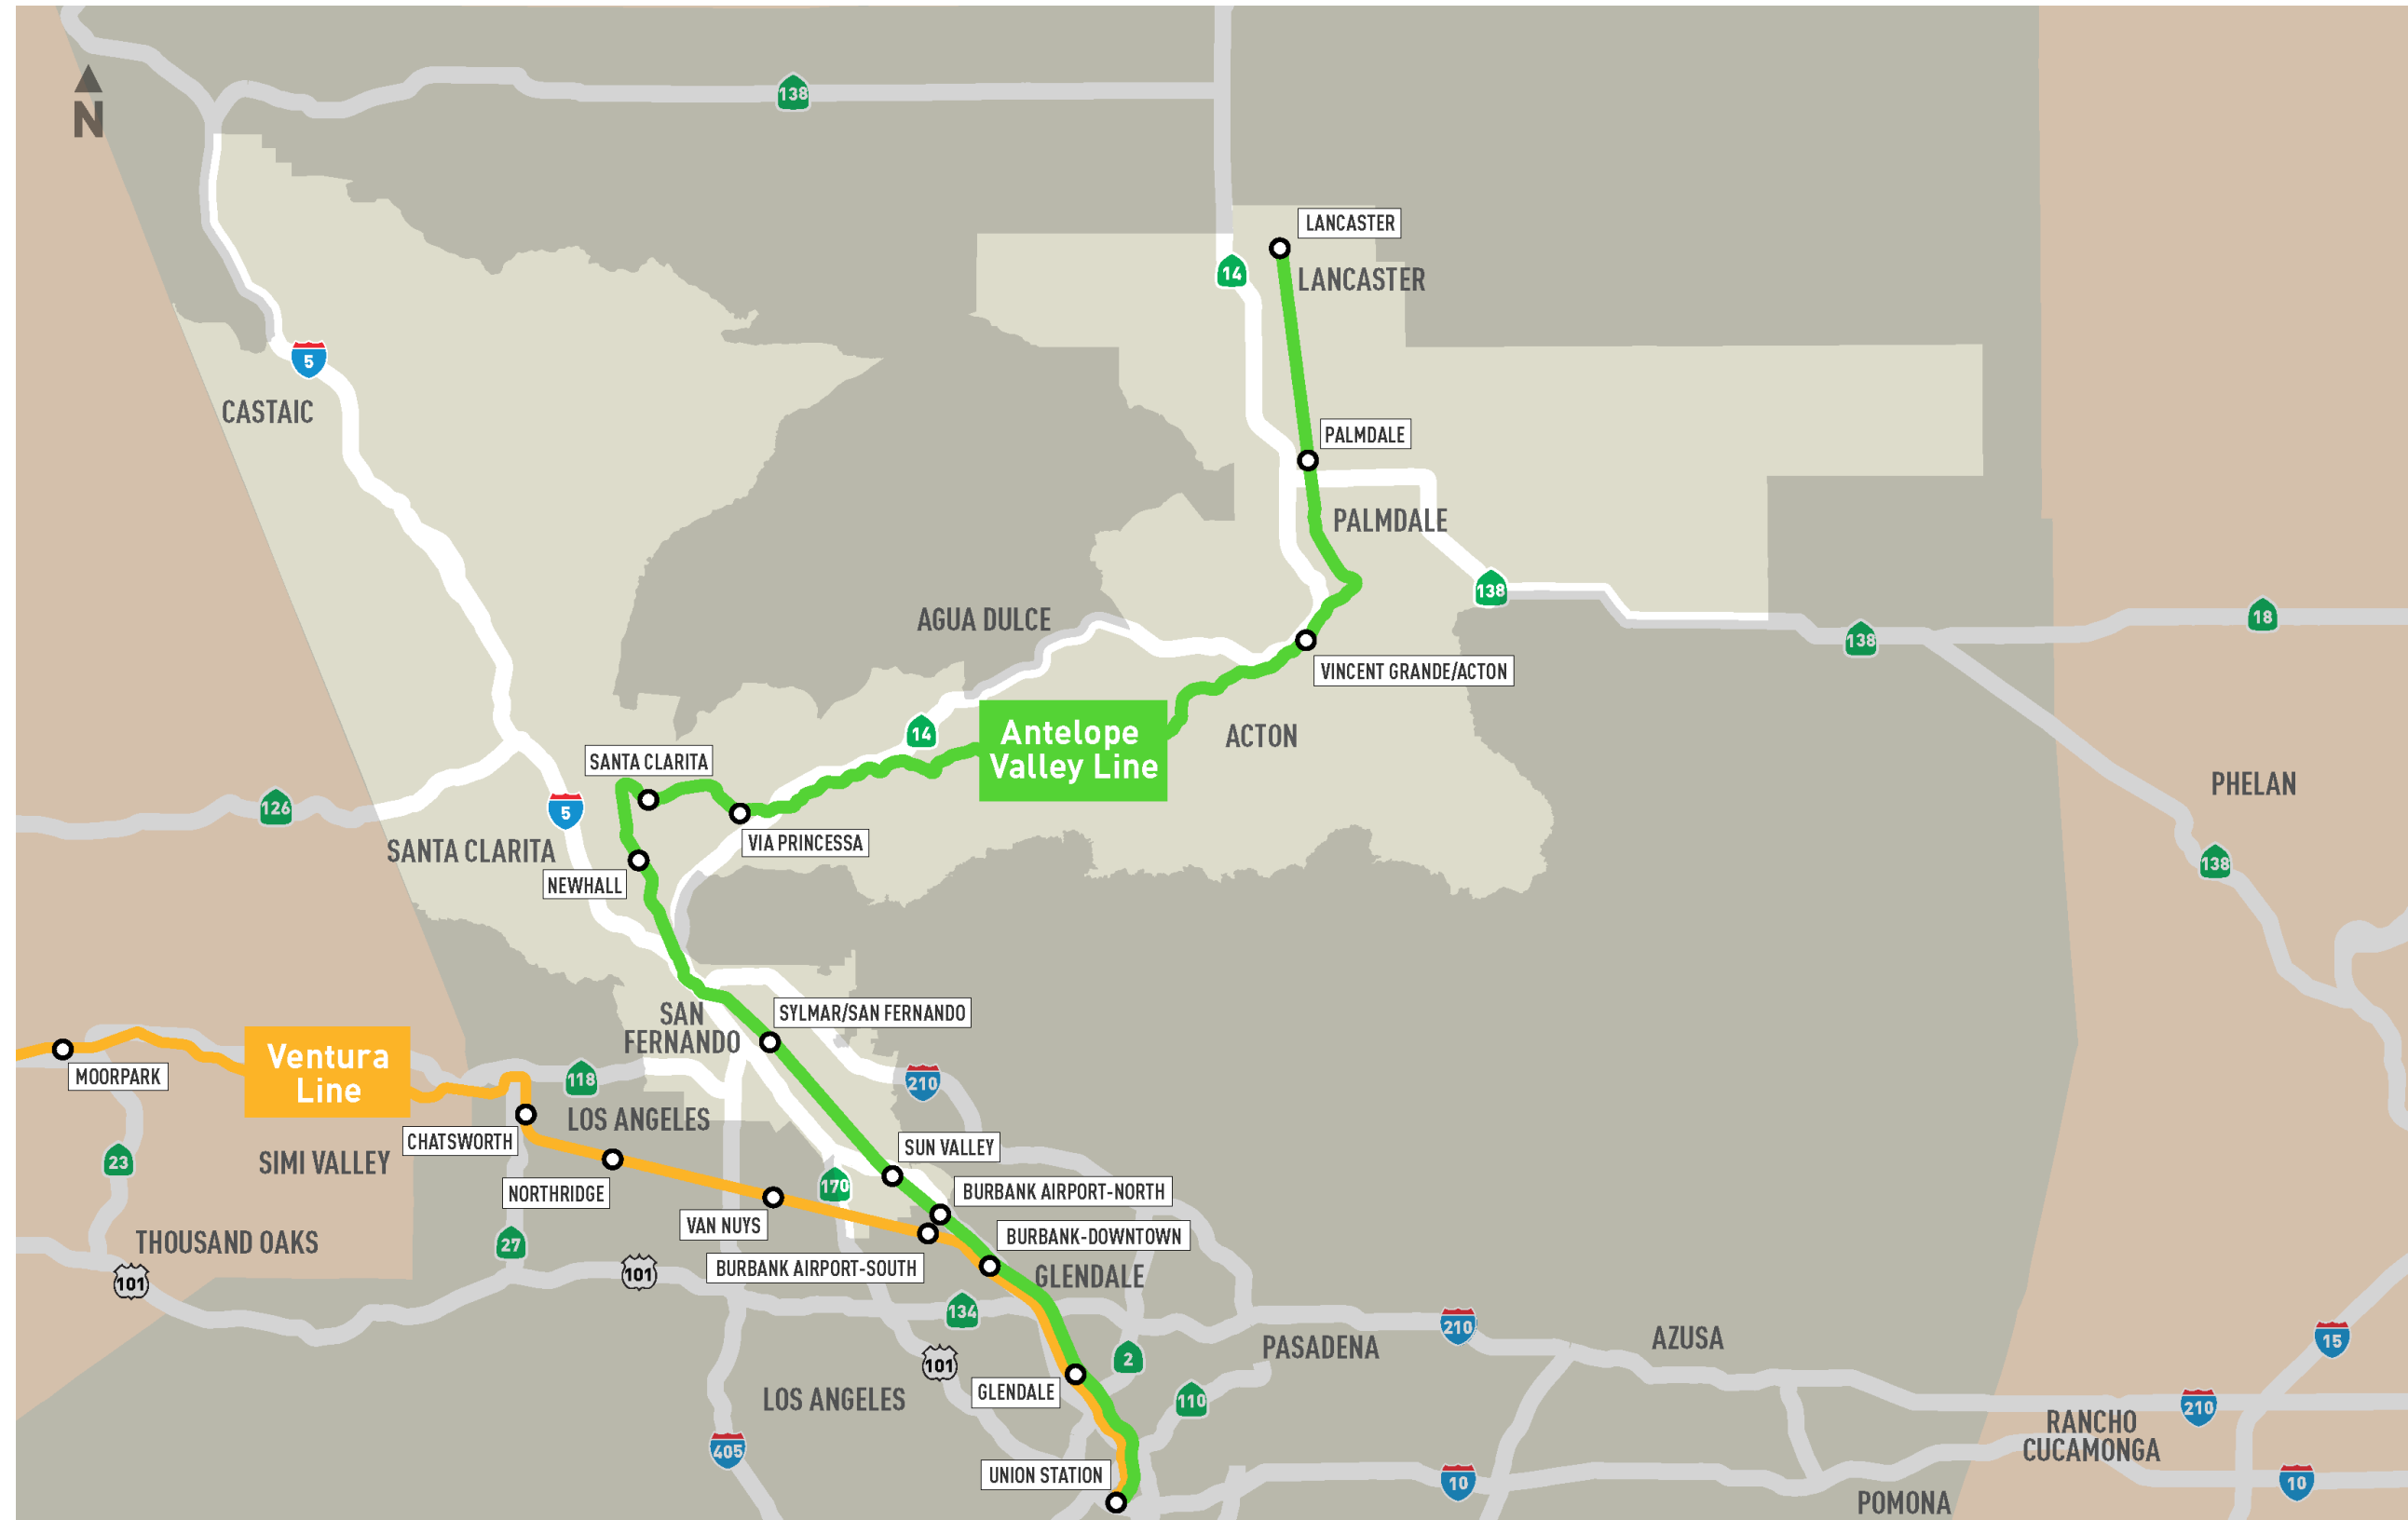 N
138
LANCASTER
14
LANCASTER
5
CASTAIC
PALMDALE
PALMDALE
138
AGUA DULCE
18
138
VINCENT GRANDE/ACTON
14
Antelope
Valley Line
ACTON
SANTA CLARITA
PHELAN
126
5
VIA PRINCESSA
SANTA CLARITA
138
NEWHALL
SAN
FERNANDO
SYLMAR/SAN FERNANDO
Ventura
Line
MOORPARK
118
210
LOS ANGELES
CHATSWORTH
SUN VALLEY
23
SIMI VALLEY
NORTHRIDGE
170
BURBANK AIRPORT-NORTH
VAN NUYS
BURBANK-DOWNTOWN
THOUSAND OAKS
27
BURBANK AIRPORT-SOUTH
GLENDALE
101
101
134
210
15
PASADENA
AZUSA
101
2
GLENDALE
110
LOS ANGELES
210
RANCHO
CUCAMONGA
405
UNION STATION
10
10
POMONA